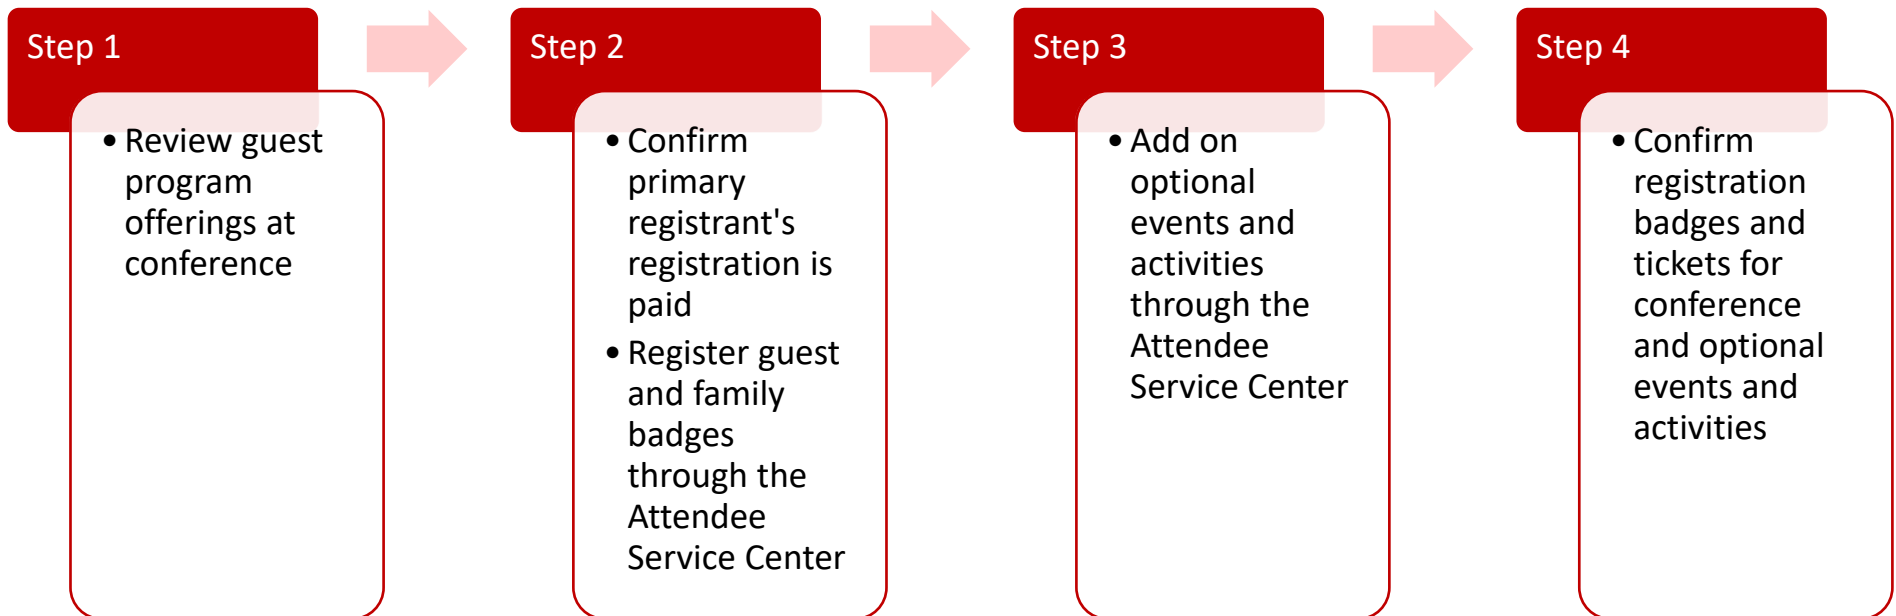 Step 1
• Review guest
program
offerings at
conference
Step 2
• Confirm
primary
registrant's
registration is
paid
• Register guest
and family
badges
through the
Attendee
Service Center
Step 3
• Add on
optional
events and
activities
through the
Attendee
Service Center
Step 4
• Confirm
registration
badges and
tickets for
conference
and optional
events and
activities